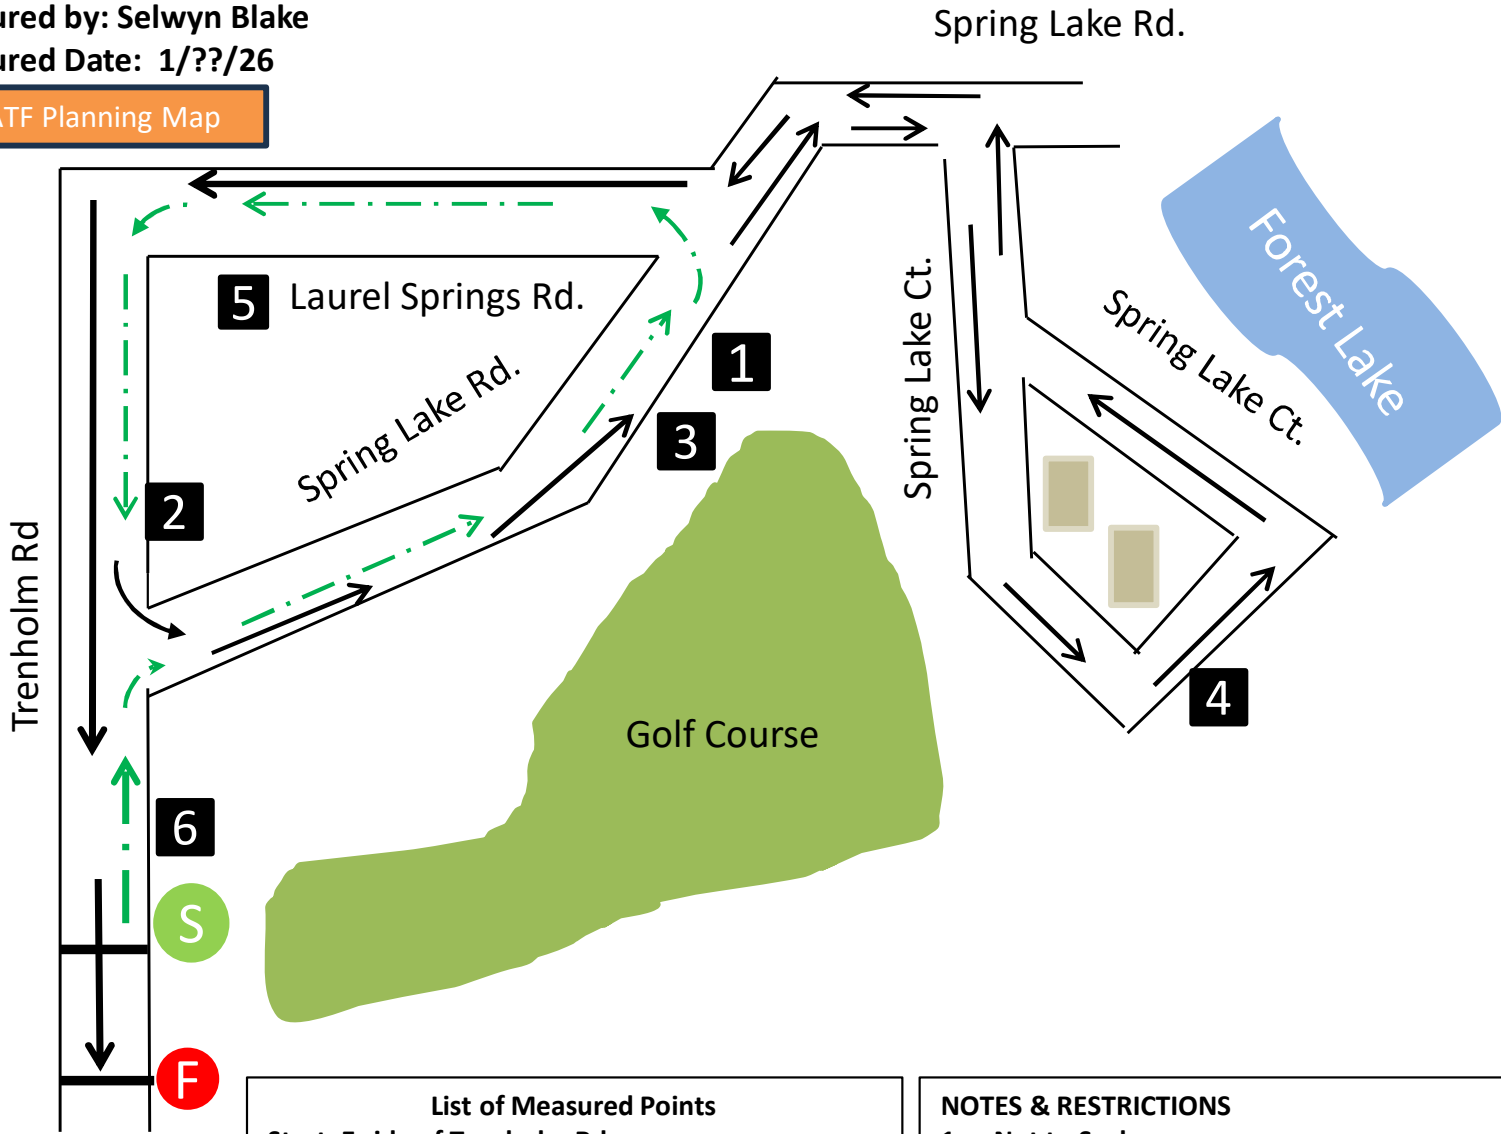 ured by: Selwyn Blake
ured Date: 1/??/26
ATF Planning Map
Spring Lake Rd.
5
Laurel Springs Rd.
Spring Lake Rd.
1
3
2
Trenholm Rd
6
S
F
Golf Course
Spring Lake Ct.
Spring Lake Ct.
Forest Lake
4
List of Measured Points
NOTES & RESTRICTIONS